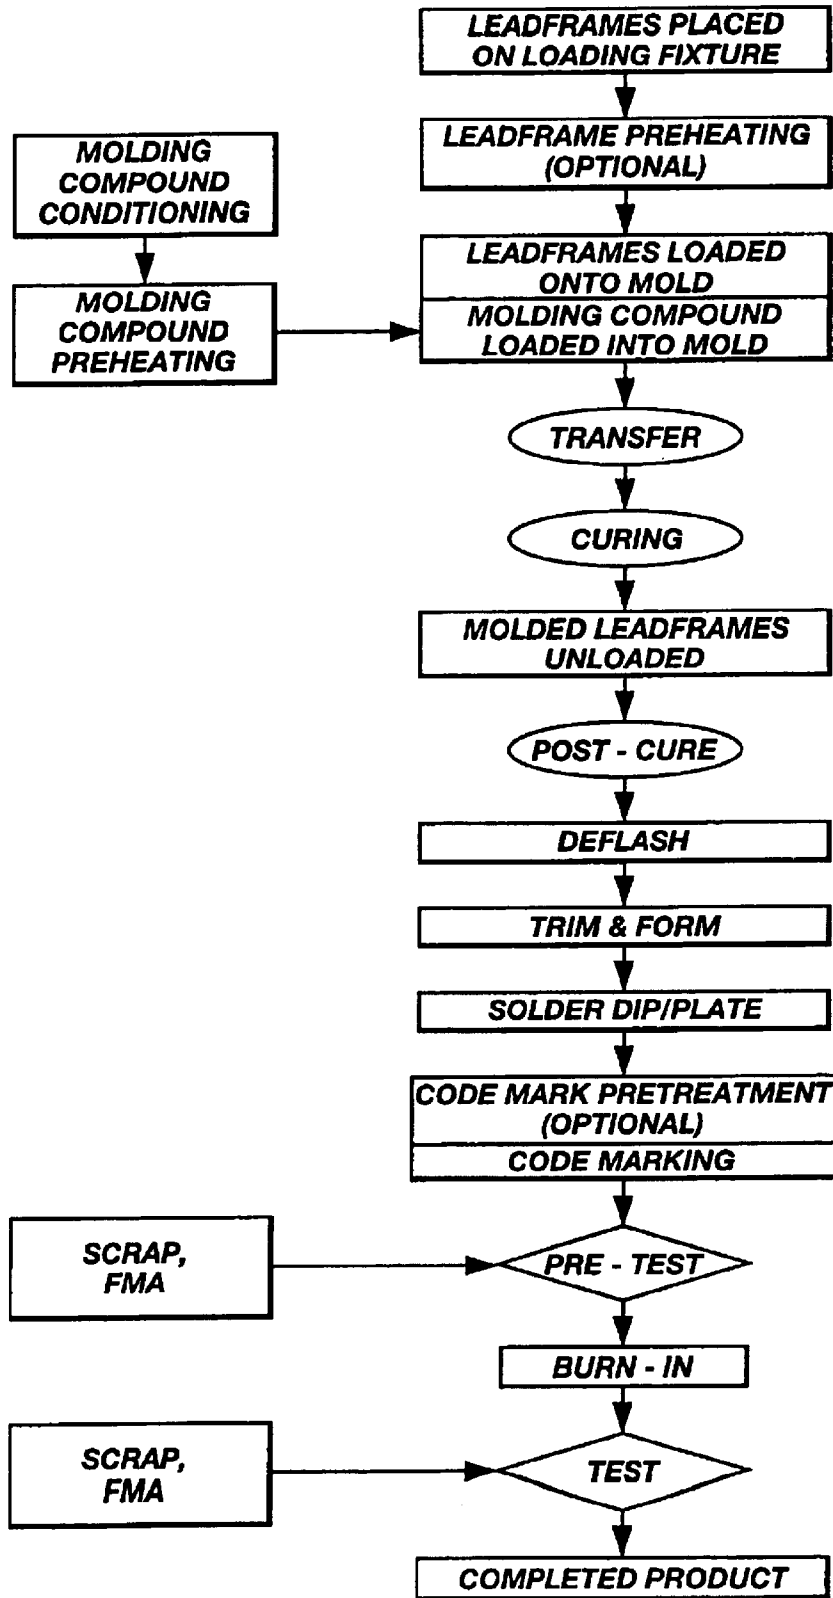 LEADFRAMES PLACED
ON LOADING FIXTURE
LEADFRAME PREHEATING
(OPTIONAL)
MOLDING
COMPOUND
CONDITIONING
LEADFRAMES LOADED
ONTO MOLD
MOLDING
COMPOUND
PREHEATING
MOLDING COMPOUND
LOADED INTO MOLD
TRANSFER
CURING
MOLDED LEADFRAMES
UNLOADED
POST - CURE
DEFLASH
TRIM & FORM
SOLDER DIP/PLATE
CODE MARK PRETREATMENT
(OPTIONAL)
CODE MARKING
SCRAP,
FMA
PRE - TEST
BURN - IN
SCRAP,
FMA
TEST
COMPLETED PRODUCT